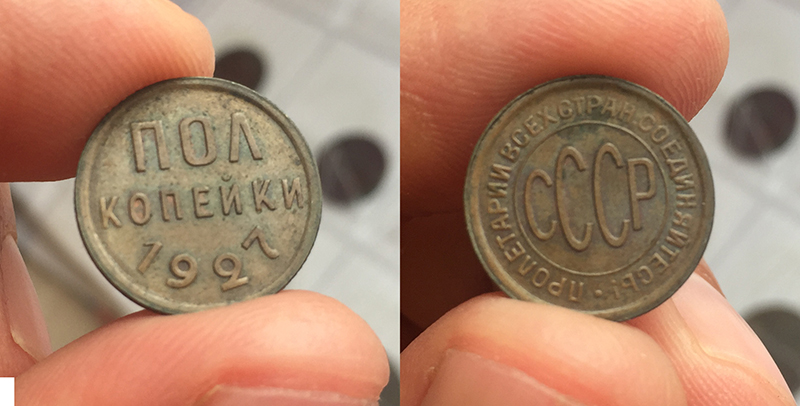 ПОЛ
КОПЕЙКИ
1927
ПРОЛЕТАРИИ ВСЕХ СТРАН, СОЕДИНЯЙТЕСЬ!
СССР